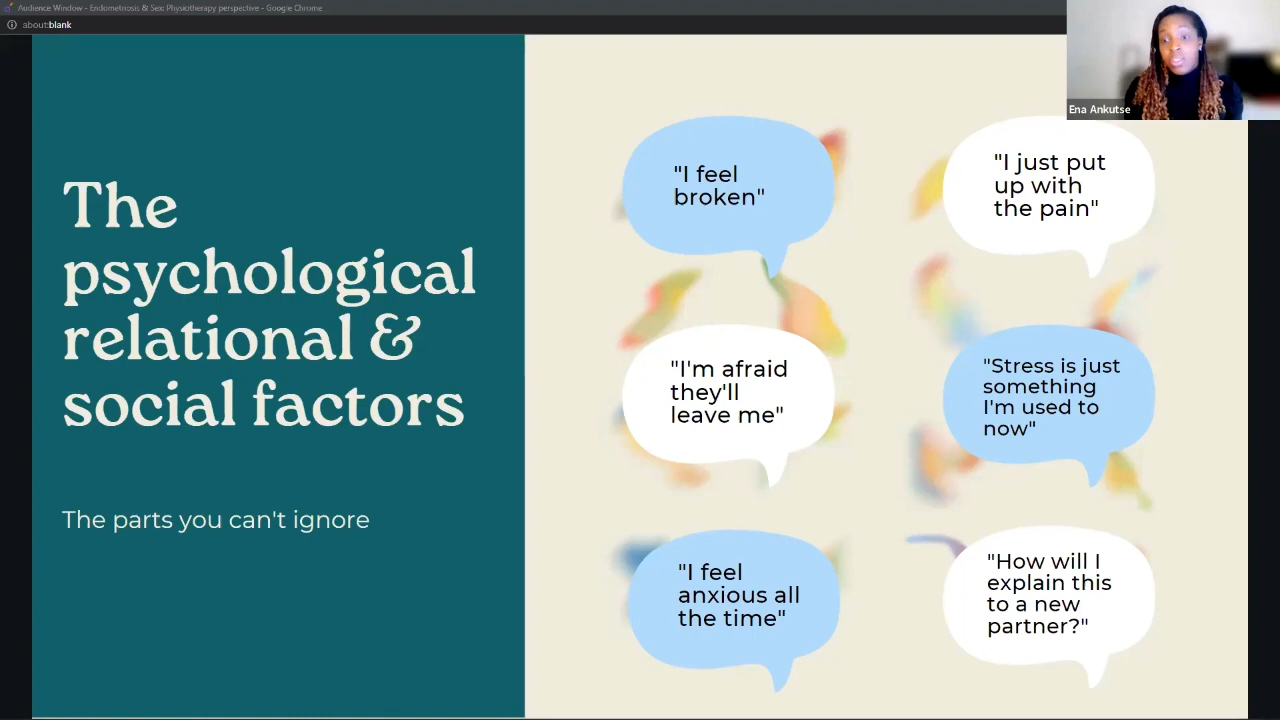 Audience Window - Endometriosis & Sex: Physiotherapy perspective - Google Chrome
about:blank
Ena Ankutse
The
psychological
relational &
social factors
The parts you can't ignore
"I feel
broken"
"I just put
up with
the pain"
"I'm afraid
they'll
leave me"
"Stress is just
something
I'm used to
now"
"I feel
anxious all
the time"
"How will I
explain this
to a new
partner?"